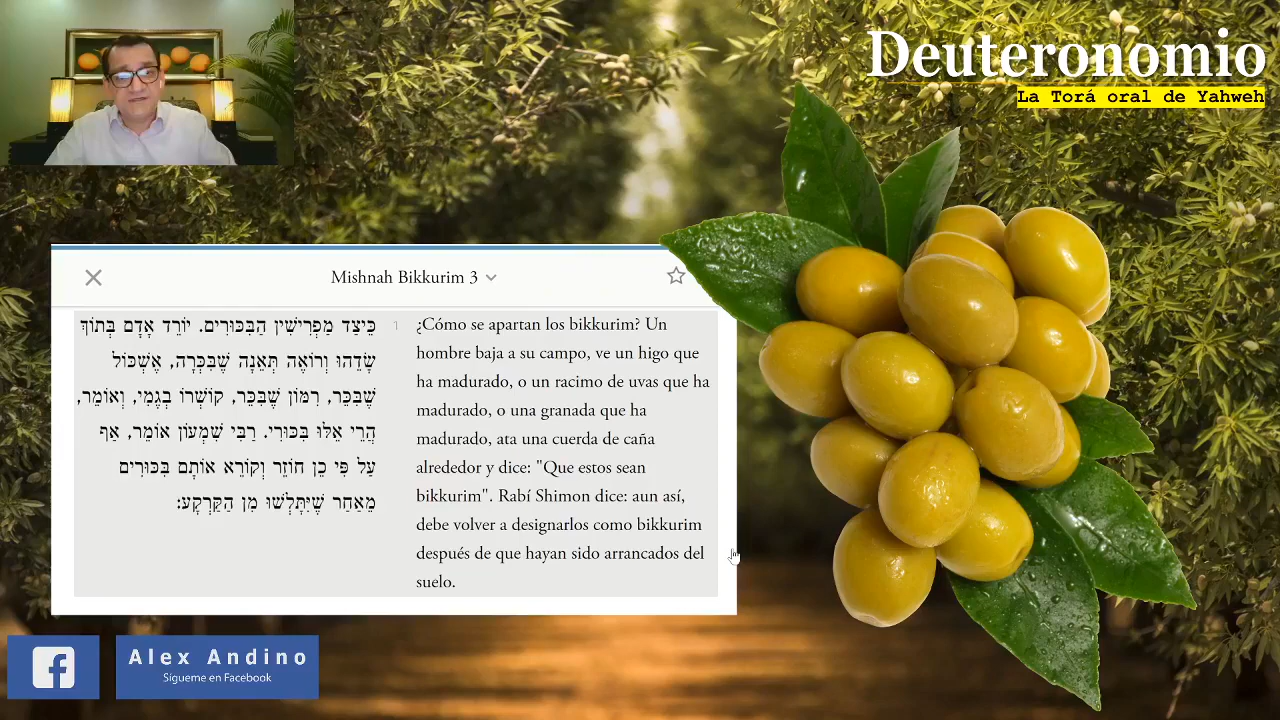 Deuteronomio
La Torá oral de Yahweh
Mishnah Bikkurim 3
כֵּיצַד מַפְרִישִׁין הַבִּכּוּרִים. יוֹרֵד אָדָם בְּתוֹךְ
שָׂדֵהוּ וְרוֹאֶה תְּאֵנָה שֶׁבִּכְּרָה, אֶשְׁכּוֹל
שֶׁבִּכֵּר, רִמּוֹן שֶׁבִּכֵּר, קוֹשְׁרוֹ בְגֶמִי, וְאוֹמֵר,
הֲרֵי אֵלּוּ בִּכּוּרִי. רַבִּי שִׁמְעוֹן אוֹמֵר, אַף
עַל פִּי כֵן חוֹזֵר וְקוֹרֵא אוֹתָם בִּכּוּרִים
מֵאַחַר שֶׁיִּתָּלְשׁוּ מִן הַקַּרְקָע:
¿Cómo se apartan los bikkurim? Un
hombre baja a su campo, ve un higo que
ha madurado, o un racimo de uvas que ha
madurado, o una granada que ha
madurado, ata una cuerda de caña
alrededor y dice: "Que estos sean
bikkurim". Rabí Shimon dice: aun así,
debe volver a designarlos como bikkurim
después de que hayan sido arrancados del
suelo.
Alex Andino
Sigueme en Facebook